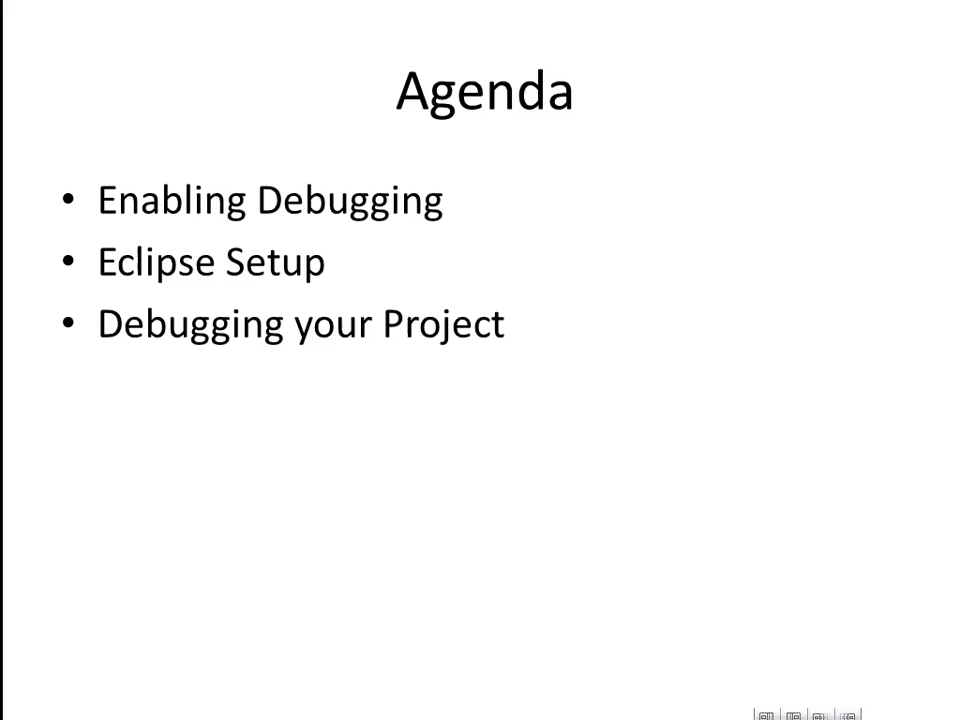 Agenda
• Enabling Debugging
• Eclipse Setup
• Debugging your Project